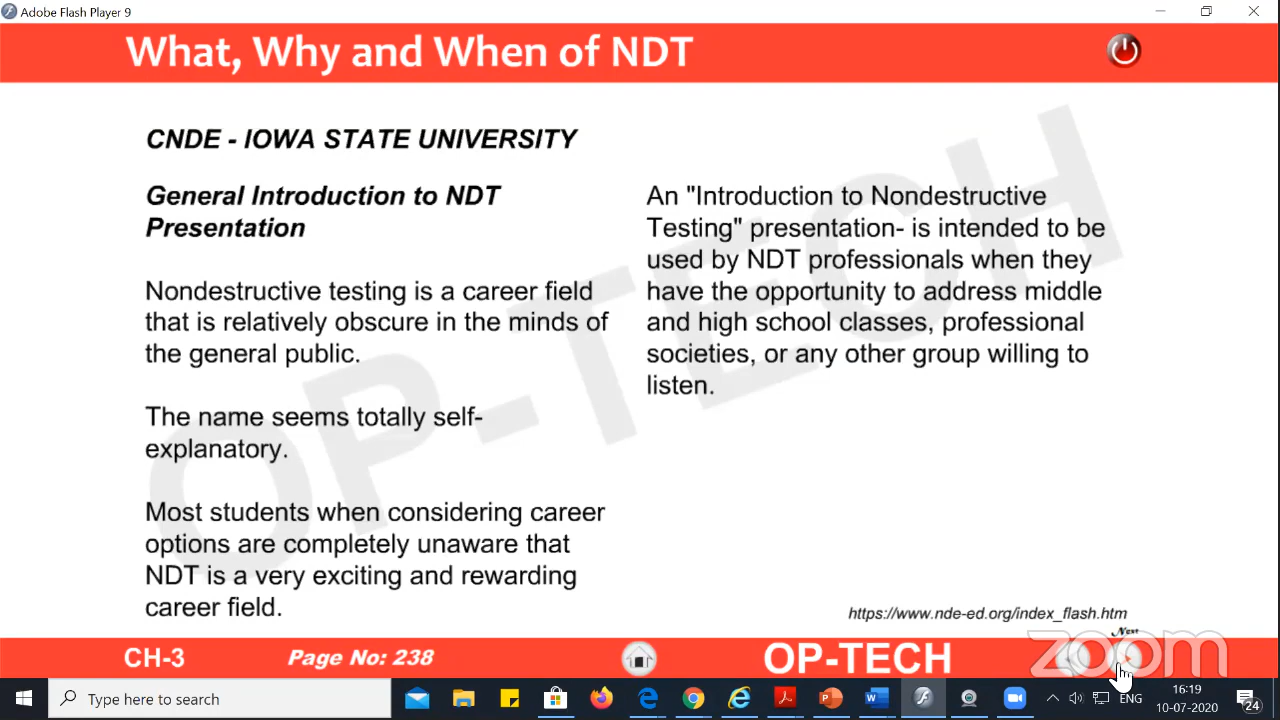 Adobe Flash Player 9
What, Why and When of NDT
CNDE - IOWA STATE UNIVERSITY
General Introduction to NDT
Presentation
Nondestructive testing is a career field
that is relatively obscure in the minds of
the general public.
The name seems totally self-
explanatory.
Most students when considering career
options are completely unaware that
NDT is a very exciting and rewarding
career field.
An "Introduction to Nondestructive
Testing" presentation- is intended to be
used by NDT professionals when they
have the opportunity to address middle
and high school classes, professional
societies, or any other group willing to
listen.
https://www.nde-ed.org/index_flash.htm
OP-TECH
Next
CH-3
Page No: 238
OP-TECH
zoom
Type here to search
ENG
16:19
10-07-2020
24